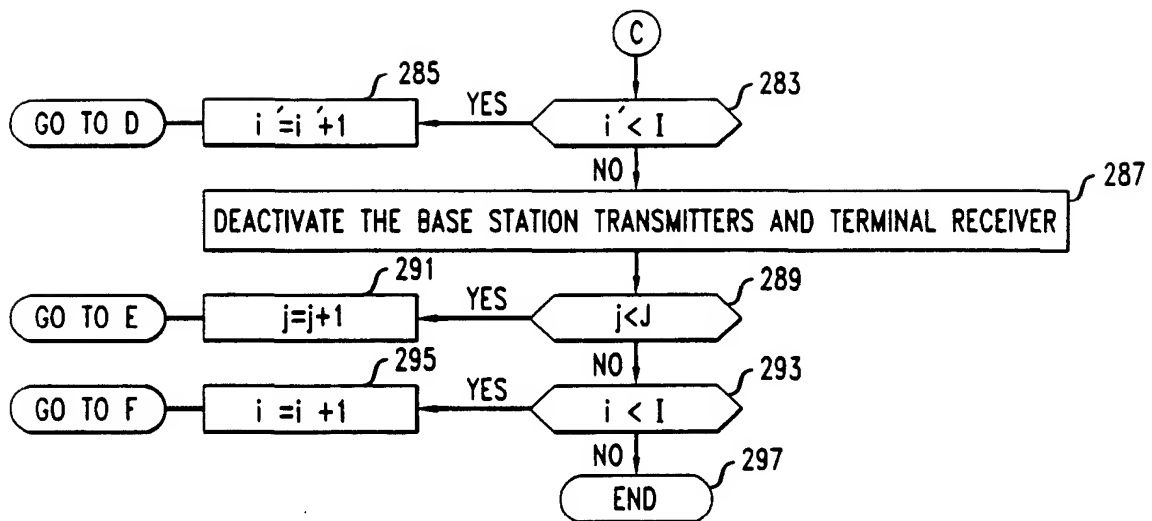 C
285
283
GO TO D
i´=i´+1
YES
i´< I
NO
287
DEACTIVATE THE BASE STATION TRANSMITTERS AND TERMINAL RECEIVER
291
289
GO TO E
j=j+1
YES
j<J
NO
295
293
GO TO F
i =i +1
YES
i < I
NO
297
END